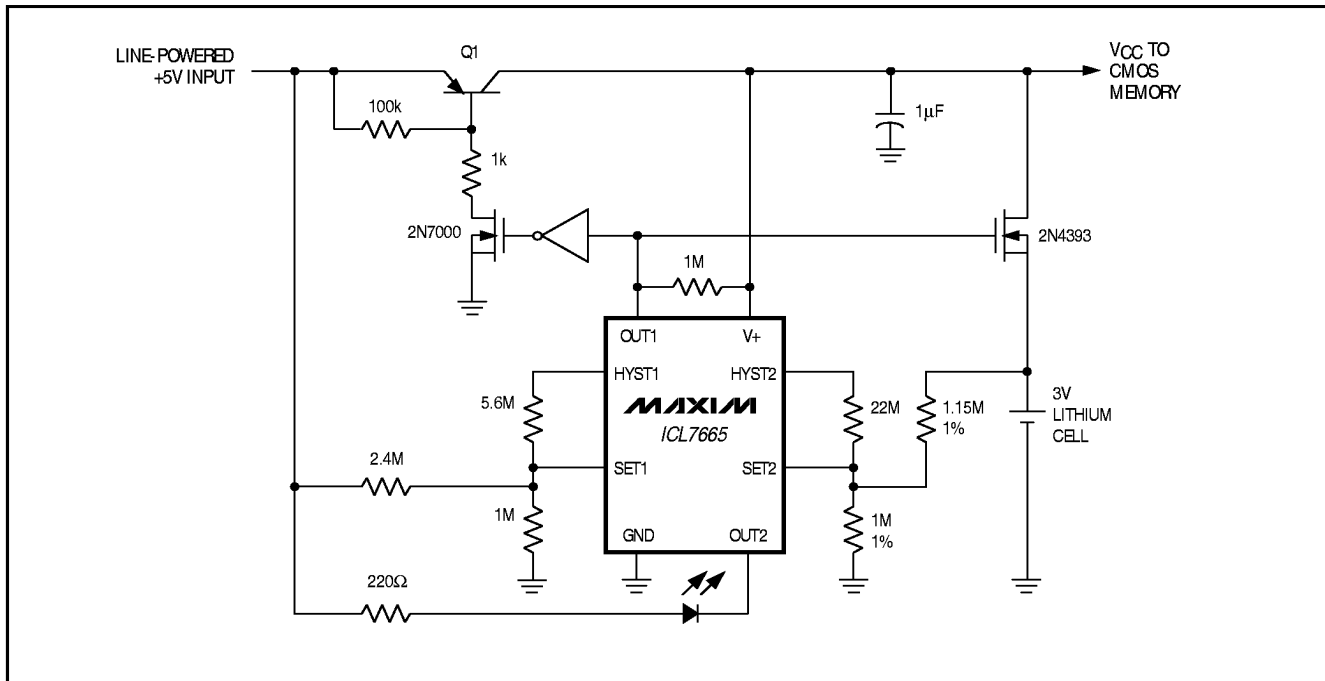 Q1
LINE-POWERED
+5V INPUT
VCC TO
CMOS
MEMORY
100k
1µF
1k
2N7000
2N4393
1M
OUT1
V+
HYST1
HYST2
5.6M
MAXIM
ICL7665
22M
1.15M
1%
3V
LITHIUM
CELL
2.4M
SET1
SET2
1M
GND
OUT2
1M
1%
220Ω